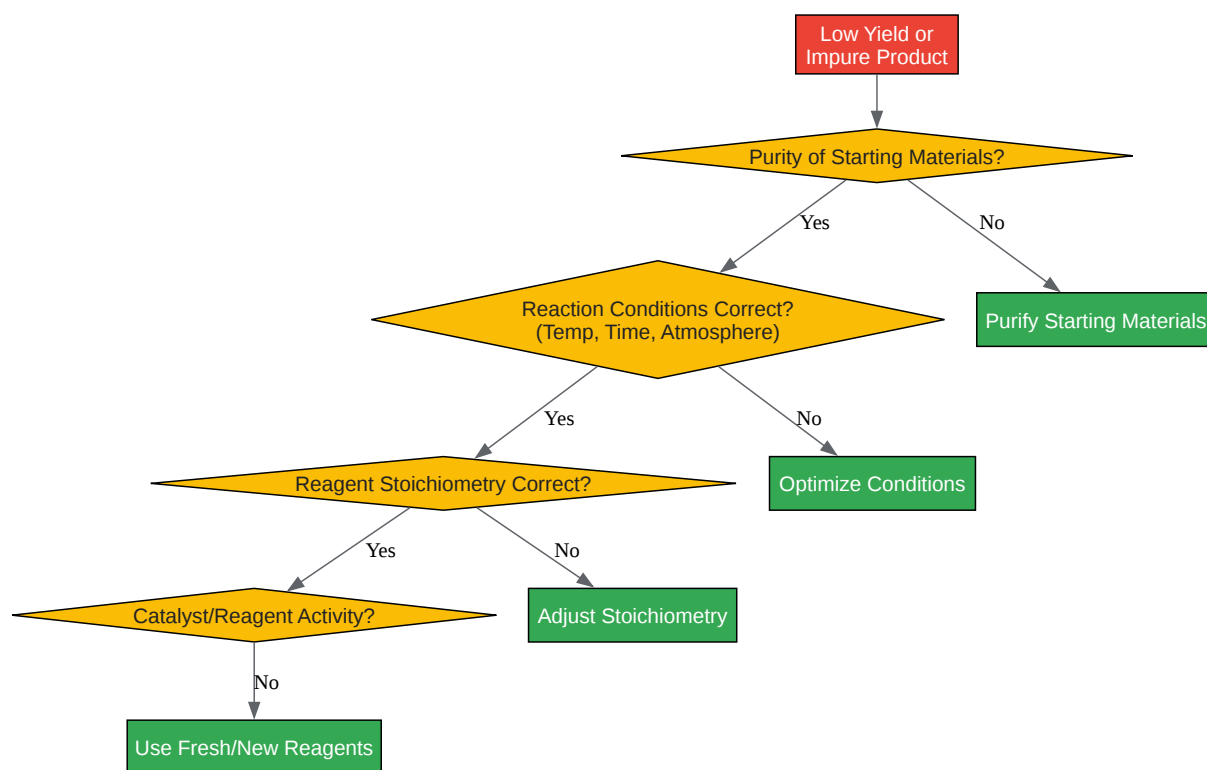 Low Yield or
Impure Product
Purity of Starting Materials?
Yes
No
Reaction Conditions Correct?
(Temp, Time, Atmosphere)
Purify Starting Materials
Yes
No
Reagent Stoichiometry Correct?
Optimize Conditions
Yes
No
Catalyst/Reagent Activity?
Adjust Stoichiometry
No
Use Fresh/New Reagents